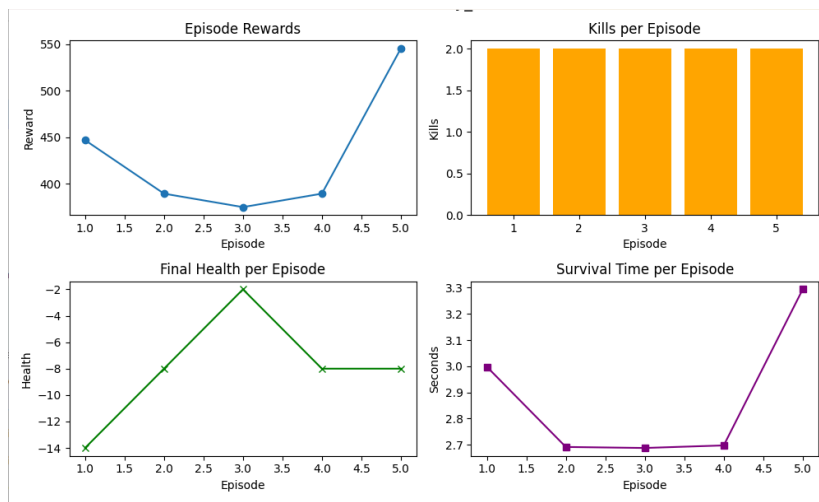 Episode Rewards
550
500
450
400
Reward
1.0 1.5 2.0 2.5 3.0 3.5 4.0 4.5 5.0
Episode
Kills per Episode
2.0
1.5
1.0
0.5
0.0
Kills
1 2 3 4 5
Episode
Final Health per Episode
-2
-4
-6
-8
-10
-12
-14
Health
1.0 1.5 2.0 2.5 3.0 3.5 4.0 4.5 5.0
Episode
Survival Time per Episode
3.3
3.2
3.1
3.0
2.9
2.8
2.7
Seconds
1.0 1.5 2.0 2.5 3.0 3.5 4.0 4.5 5.0
Episode